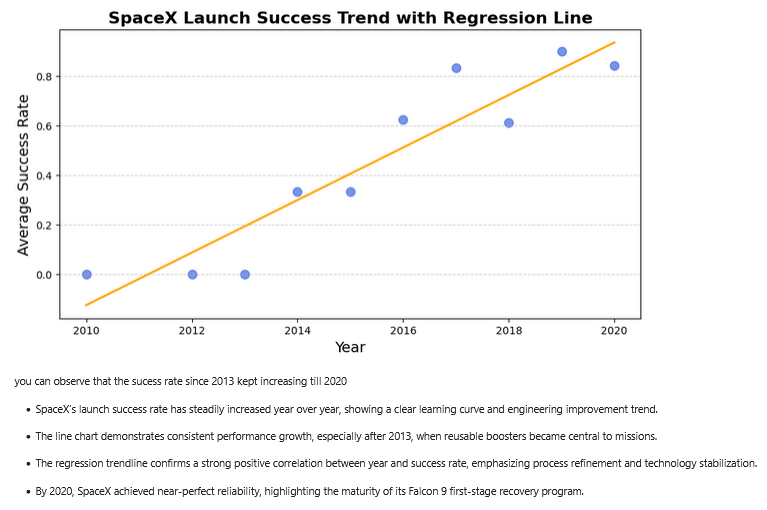 SpaceX Launch Success Trend with Regression Line
Average Success Rate
0.8
0.6
0.4
0.2
0.0
2010 2012 2014 2016 2018 2020
Year
you can observe that the sucess rate since 2013 kept increasing till 2020
• SpaceX's launch success rate has steadily increased year over year, showing a clear learning curve and engineering improvement trend.
• The line chart demonstrates consistent performance growth, especially after 2013, when reusable boosters became central to missions.
• The regression trendline confirms a strong positive correlation between year and success rate, emphasizing process refinement and technology stabilization.
• By 2020, SpaceX achieved near-perfect reliability, highlighting the maturity of its Falcon 9 first-stage recovery program.